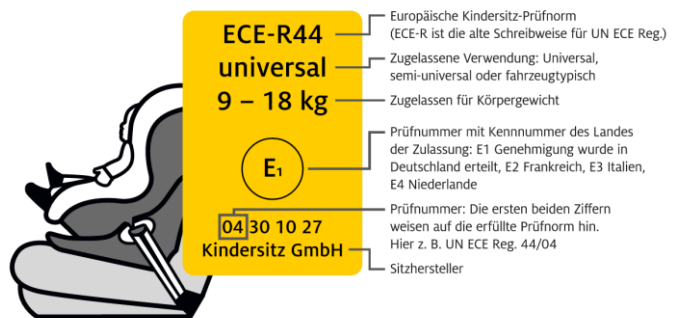 ECE-R44
universal
9 – 18 kg
E1
04 30 10 27
Kindersitz GmbH
Europäische Kindersitz-Prüfnorm
(ECE-R ist die alte Schreibweise für UN ECE Reg.)
Zugelassene Verwendung: Universal,
semi-universal oder fahrzeugtypisch
Zugelassen für Körpergewicht
Prüfnummer mit Kennnummer des Landes
der Zulassung: E1 Genehmigung wurde in
Deutschland erteilt, E2 Frankreich, E3 Italien,
E4 Niederlande
Prüfnummer: Die ersten beiden Ziffern
weisen auf die erfüllte Prüfnorm hin.
Hier z. B. UN ECE Reg. 44/04
Sitzhersteller